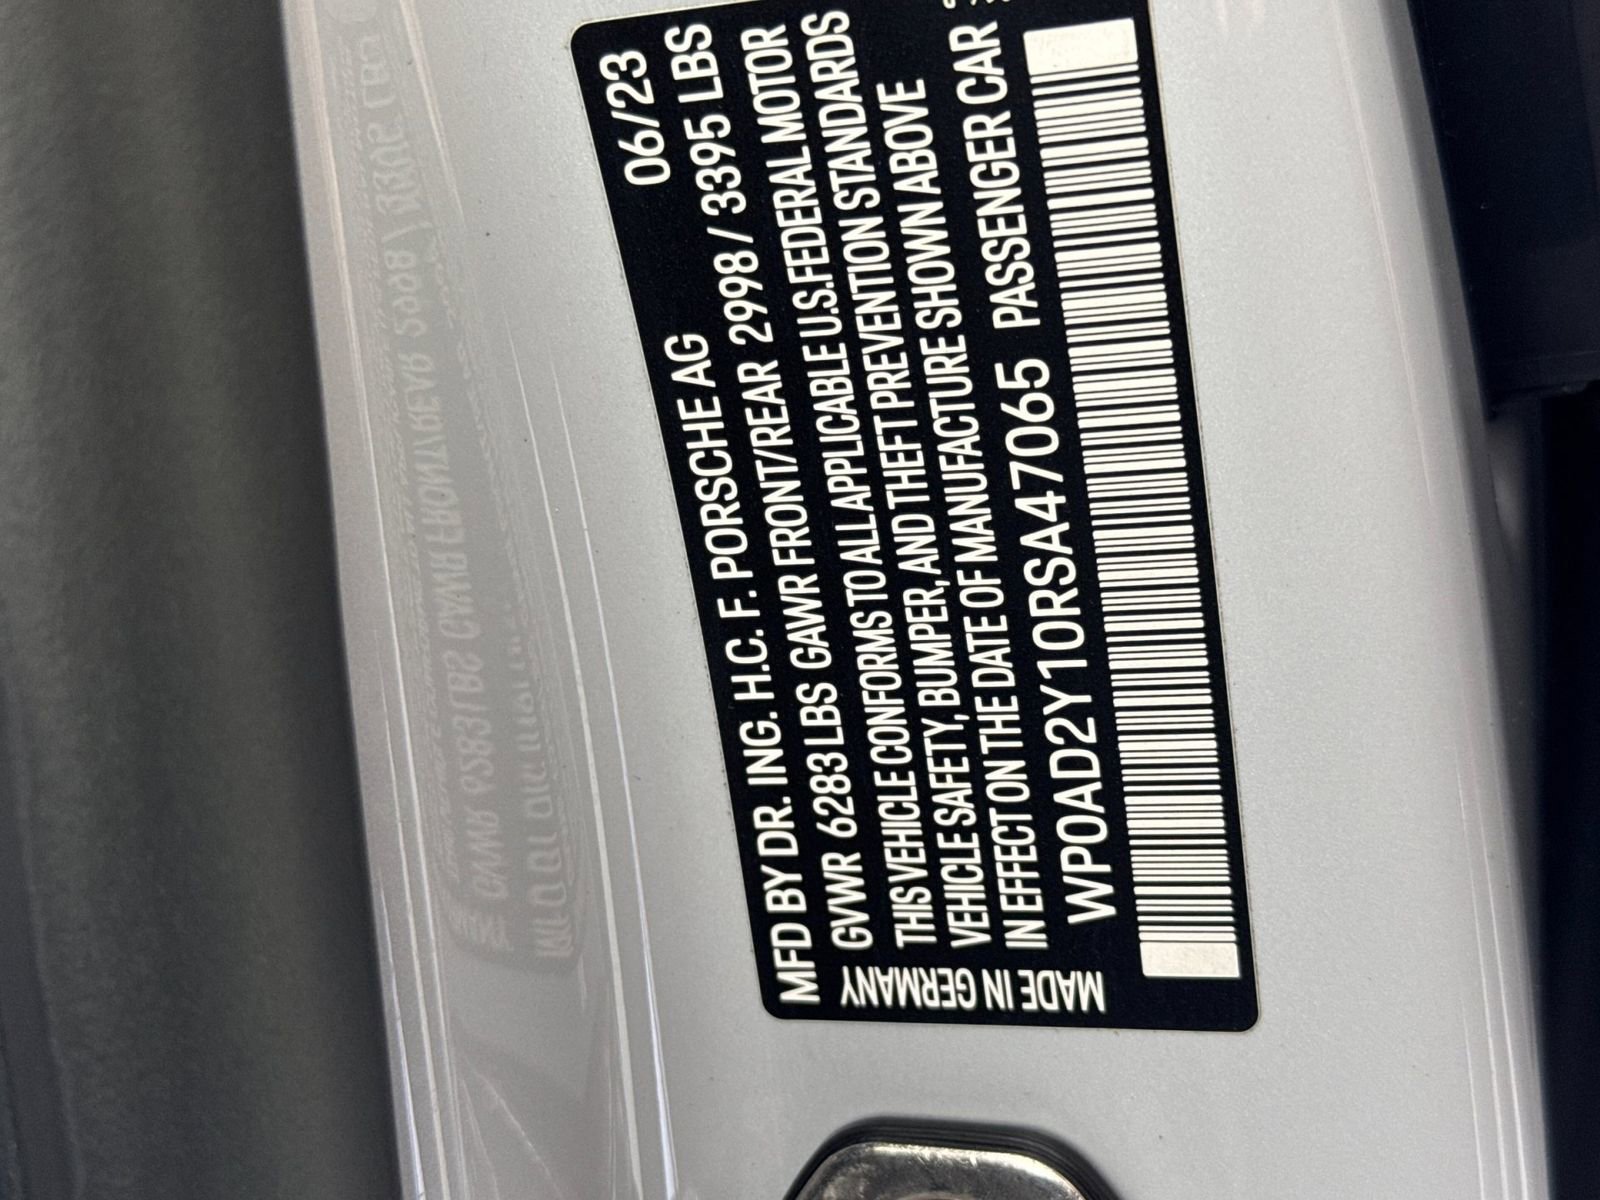 MFD BY DR. ING. H.C. F. PORSCHE AG 06/23
GVWR 6283 LBS GAWR FRONT/REAR 2998 / 3395 LBS
THIS VEHICLE CONFORMS TO ALL APPLICABLE U.S. FEDERAL MOTOR
VEHICLE SAFETY, BUMPER, AND THEFT PREVENTION STANDARDS
IN EFFECT ON THE DATE OF MANUFACTURE SHOWN ABOVE
WP0AD2Y10RSA47065 PASSENGER CAR
MADE IN GERMANY